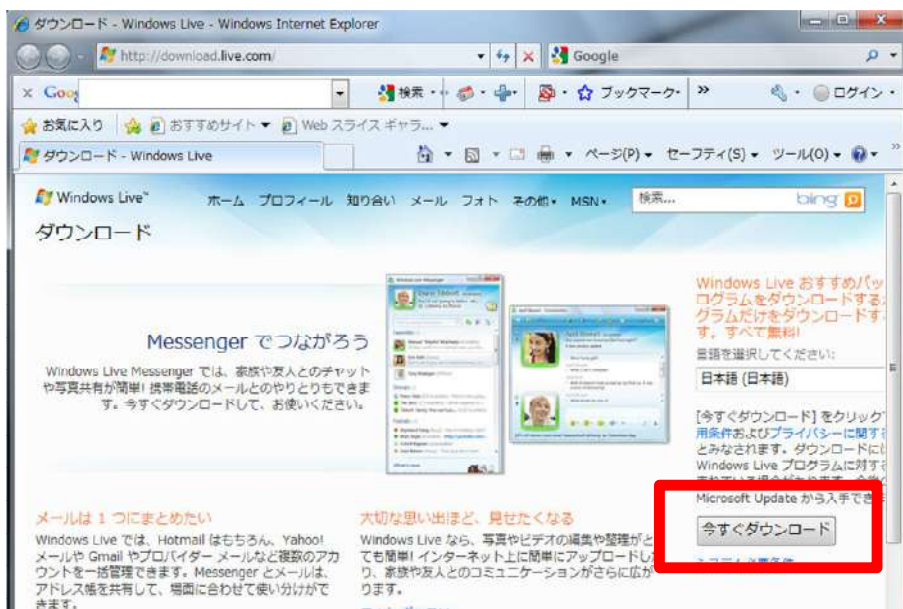 ダウンロード - Windows Live - Windows Internet Explorer
http://download.live.com/
Google
× Goog
検索
ブックマーク
»
ログイン
お気に入り
おすすめサイト
Web スライス ギャラ...
ダウンロード - Windows Live
ページ(P)
セーフティ(S)
ツール(O)
»
Windows Live™
ホーム プロフィール 知り合い メール フォト その他 MSN
検索...
bing
ダウンロード
Messenger でつながろう
Windows Live Messenger では、家族や友人とのチャット
や写真共有が簡単! 携帯電話のメールとのやりとりもできま
す。今すぐダウンロードして、お使いください。
Windows Live おすすめパッ
ログラムをダウンロードする
グラムだけをダウンロードす
す。すべて無料!
言語を選択してください:
日本語 (日本語)
[今すぐダウンロード] をクリック
用条件およびプライバシーに関する
とみなされます。ダウンロードに
Windows Live プログラムに対する
Microsoft Update から入手でき
今すぐダウンロード
メールは 1 つにまとめたい
Windows Live では、Hotmail はもちろん、Yahoo!
メールや Gmail やプロバイダー メールなど複数のアカ
ウントを一括管理できます。Messenger とメールは、
アドレス帳を共有して、場面に合わせて使い分けがで
きます。
大切な思い出ほど、見せたくなる
Windows Live なら、写真やビデオの編集や整理がと
ても簡単! インターネット上に簡単にアップロードした
り、家族や友人とのコミュニケーションがさらに広が
ります。